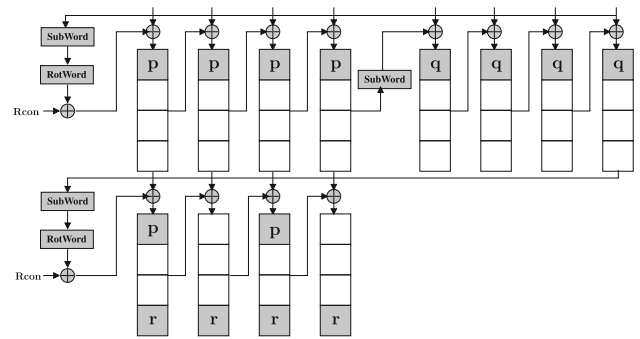 SubWord
RotWord
Rcon
p p p p q q q q
SubWord
SubWord
RotWord
Rcon
p p
r r r r